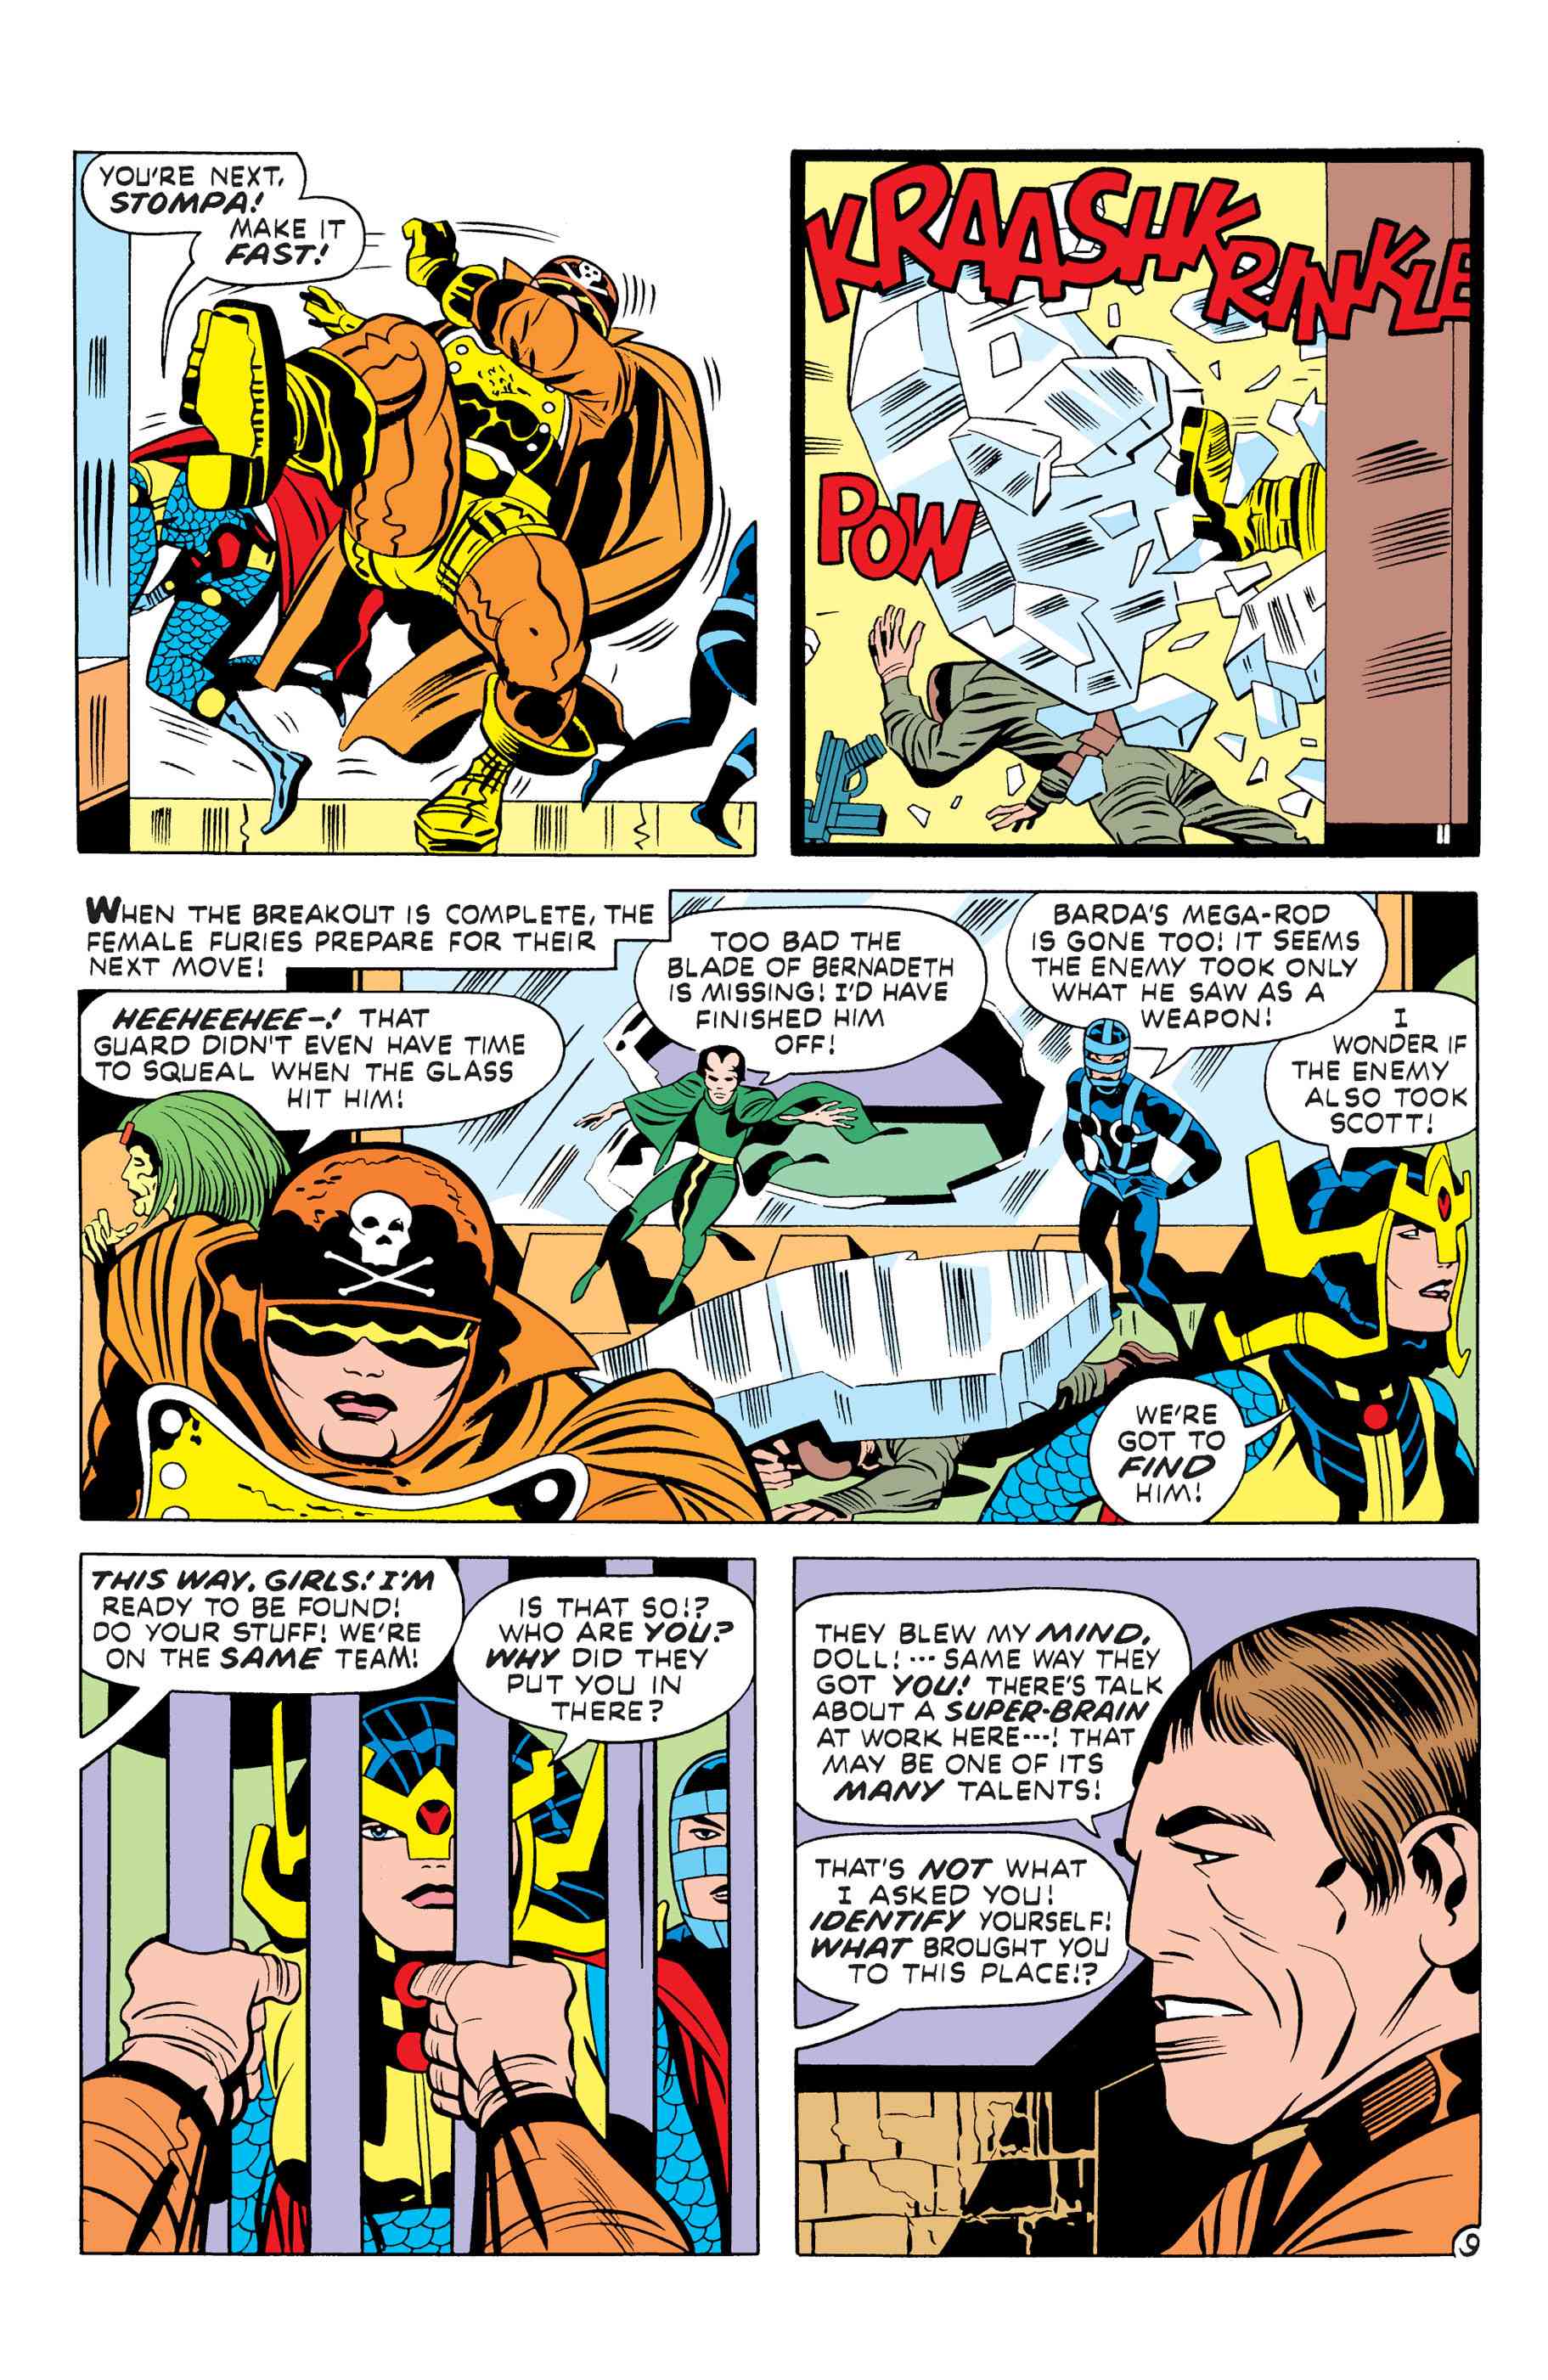 YOU'RE NEXT,
STOMPA!
MAKE IT
FAST!
KRAASHKRINKLE
POW
WHEN THE BREAKOUT IS COMPLETE, THE
FEMALE FURIES PREPARE FOR THEIR
NEXT MOVE!
HEEHEEHEE-! THAT
GUARD DIDN'T EVEN HAVE TIME
TO SQUEAL WHEN THE GLASS
HIT HIM!
TOO BAD THE
BLADE OF BERNADETH
IS MISSING! I'D HAVE
FINISHED HIM
OFF!
BARDA'S MEGA-ROD
IS GONE TOO! IT SEEMS
THE ENEMY TOOK ONLY
WHAT HE SAW AS A
WEAPON!
I
WONDER IF
THE ENEMY
ALSO TOOK
SCOTT!
WE'RE
GOT TO
FIND
HIM!
THIS WAY, GIRLS! I'M
READY TO BE FOUND!
DO YOUR STUFF! WE'RE
ON THE SAME TEAM!
IS THAT SO!?
WHO ARE YOU?
WHY DID THEY
PUT YOU IN
THERE?
THEY BLEW MY MIND,
DOLL! ... SAME WAY THEY
GOT YOU! THERE'S TALK
ABOUT A SUPER-BRAIN
AT WORK HERE...! THAT
MAY BE ONE OF ITS
MANY TALENTS!
THAT'S NOT WHAT
I ASKED YOU!
IDENTIFY YOURSELF!
WHAT BROUGHT YOU
TO THIS PLACE!?
9